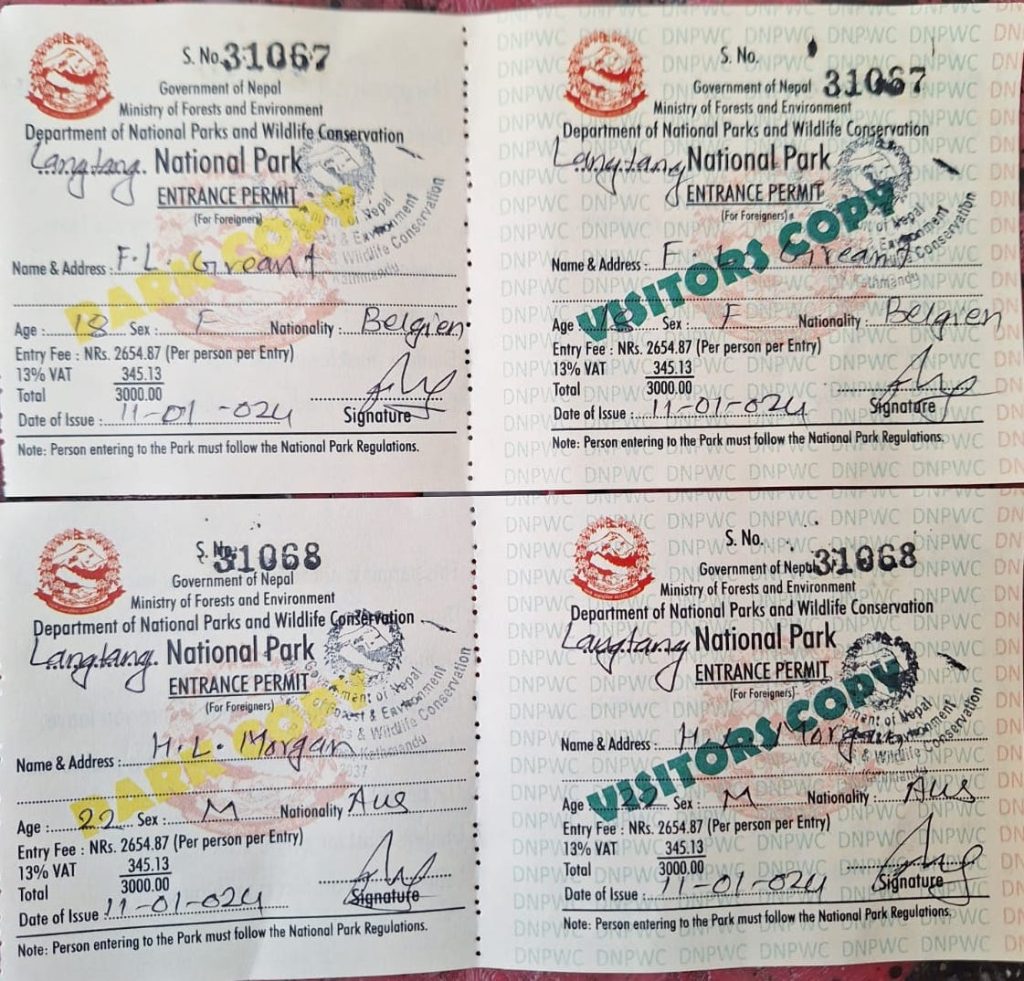 S. No. 31067
Government of Nepal
Ministry of Forests and Environment
Department of National Parks and Wildlife Conservation
Langtang National Park
ENTRANCE PERMIT
(For Foreigners)
PARK COPY
Name & Address : F.L. Greant
Age : 18 Sex : F Nationality : Belgien
Entry Fee : NRs. 2654.87 (Per person per Entry)
13% VAT 345.13
Total 3000.00
Date of Issue : 11-01-024 Signature
Note: Person entering to the Park must follow the National Park Regulations.
S. No. 31067
Government of Nepal
Ministry of Forests and Environment
Department of National Parks and Wildlife Conservation
Langtang National Park
ENTRANCE PERMIT
(For Foreigners)
VISITORS COPY
Name & Address : F. L. Greant
Age : 18 Sex : F Nationality : Belgien
Entry Fee : NRs. 2654.87 (Per person per Entry)
13% VAT 345.13
Total 3000.00
Date of Issue : 11-01-024 Signature
Note: Person entering to the Park must follow the National Park Regulations.
S. No. 31068
Government of Nepal
Ministry of Forests and Environment
Department of National Parks and Wildlife Conservation
Langtang National Park
ENTRANCE PERMIT
(For Foreigners)
PARK COPY
Name & Address : H.L. Morgan
Age : 22 Sex : M Nationality : Aus
Entry Fee : NRs. 2654.87 (Per person per Entry)
13% VAT 345.13
Total 3000.00
Date of Issue : 11-01-024 Signature
Note: Person entering to the Park must follow the National Park Regulations.
S. No. 31068
Government of Nepal
Ministry of Forests and Environment
Department of National Parks and Wildlife Conservation
Langtang National Park
ENTRANCE PERMIT
(For Foreigners)
VISITORS COPY
Name & Address : H. L. Morgan
Age : 22 Sex : M Nationality : Aus
Entry Fee : NRs. 2654.87 (Per person per Entry)
13% VAT 345.13
Total 3000.00
Date of Issue : 11-01-024 Signature
Note: Person entering to the Park must follow the National Park Regulations.